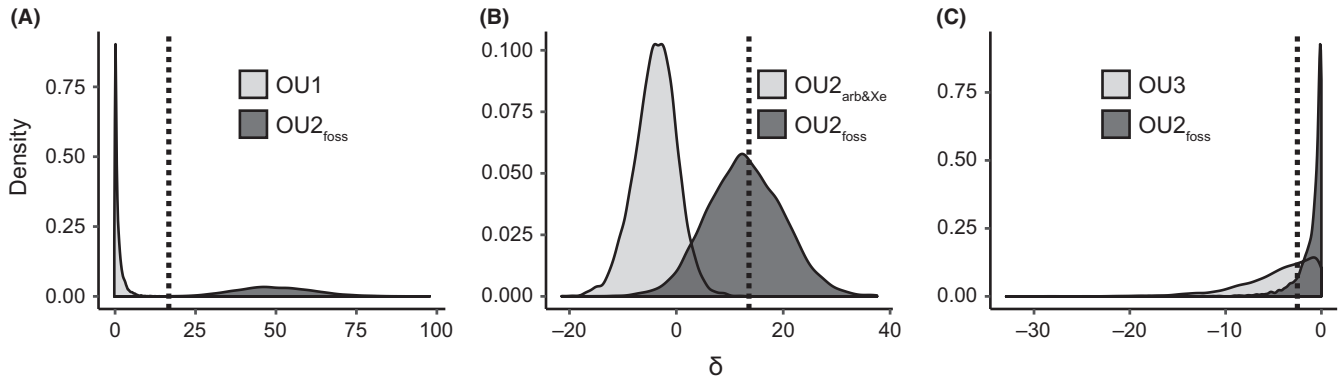 (A)
Density
0.75
0.50
0.25
0.00
0 25 50 75 100
OU1
OU2foss
(B)
0.100
0.075
0.050
0.025
0.000
−20 0 20 40
OU2arb&Xe
OU2foss
δ
(C)
0.75
0.50
0.25
0.00
−30 −20 −10 0
OU3
OU2foss